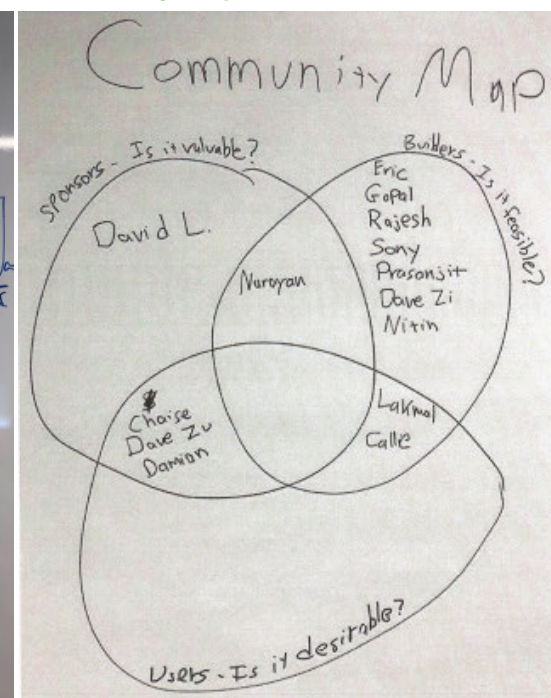 Community Map
Sponsors - Is it valuable?
Builders - Is it feasible?
David L.
Narayan
Eric
Gopal
Rajesh
Sony
Prasanjit
Dave Zi
Nitin
Chaise
Dave Zu
Damian
Lakmal
Calle
Users - Is it desirable?